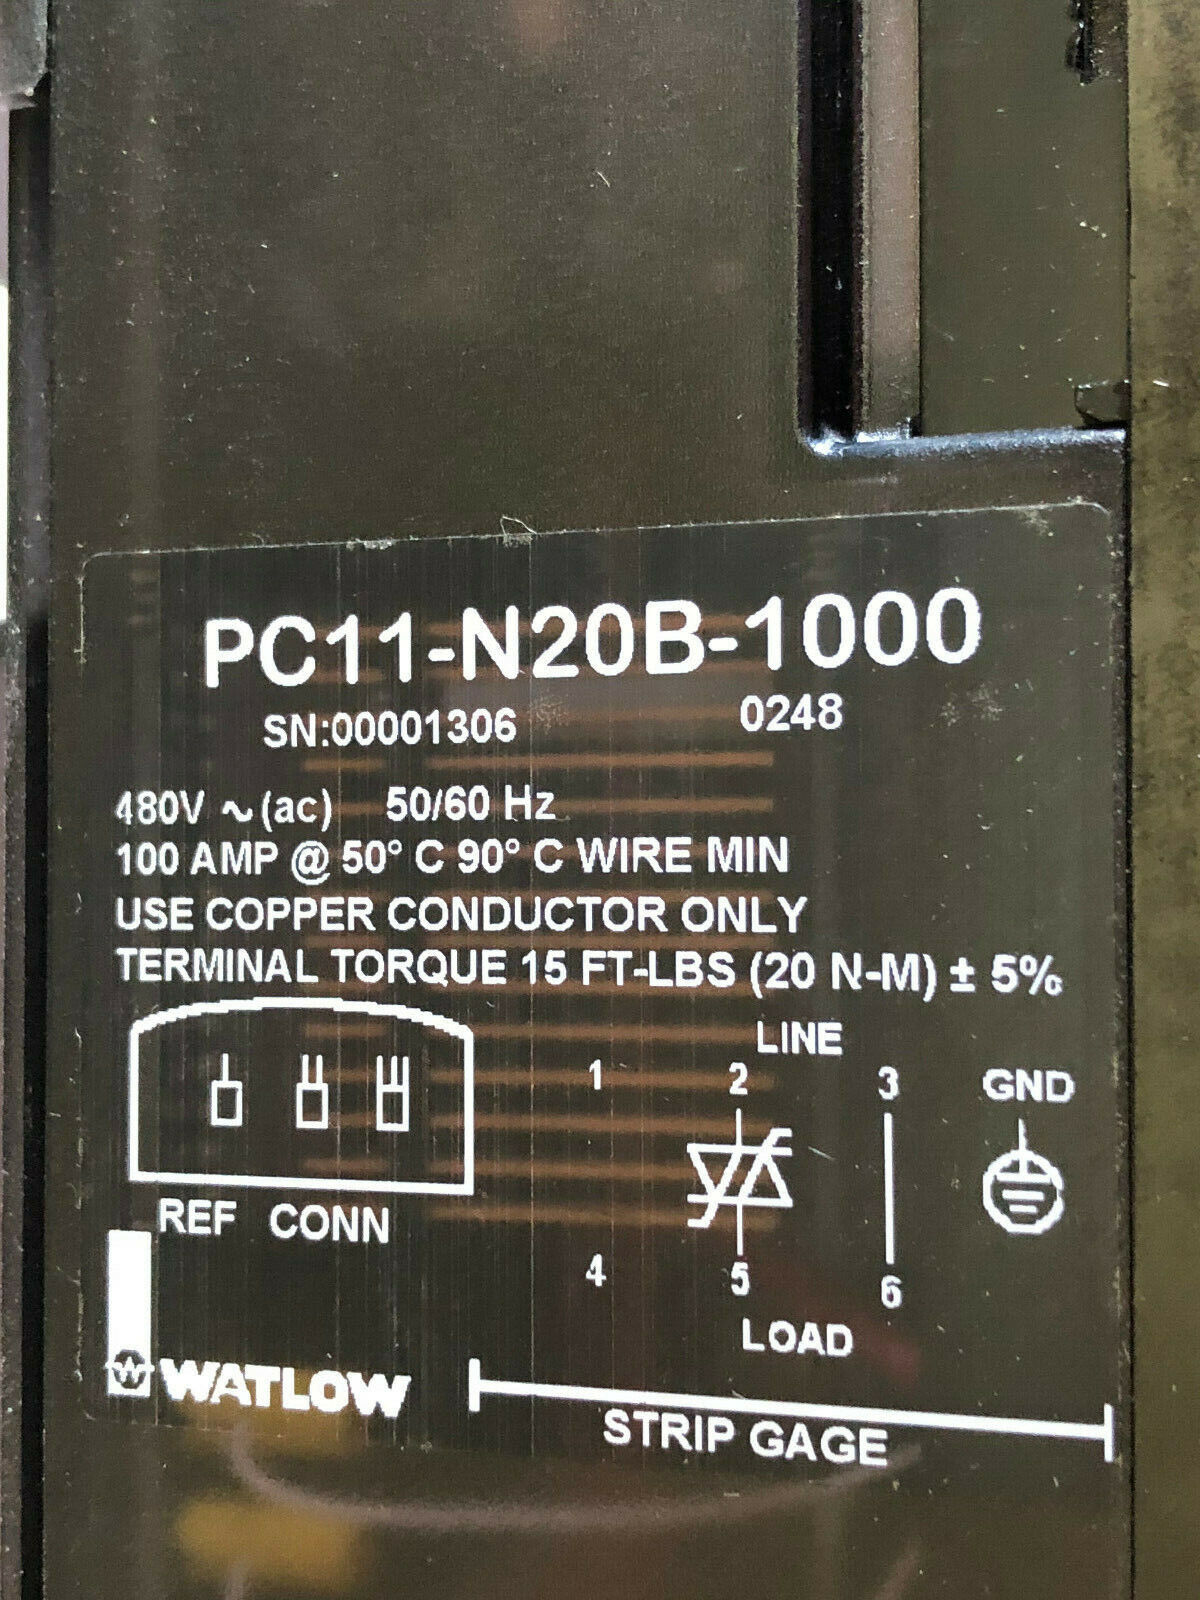 PC11-N20B-1000
SN:00001306 0248
480V ~ (ac) 50/60 Hz
100 AMP @ 50° C 90° C WIRE MIN
USE COPPER CONDUCTOR ONLY
TERMINAL TORQUE 15 FT-LBS (20 N-M) ± 5%
LINE
1 2 3 GND
REF CONN
4 5 6
LOAD
W WATLOW
STRIP GAGE